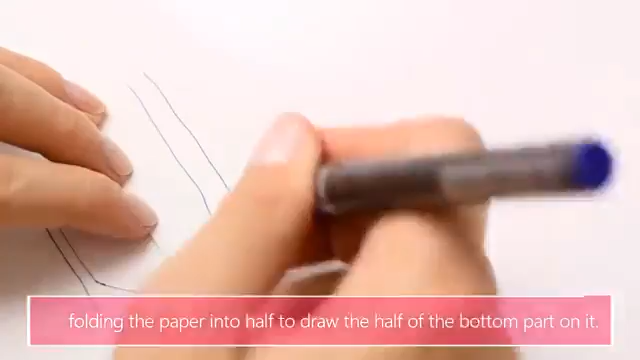 folding the paper into half to draw the half of the bottom part on it.